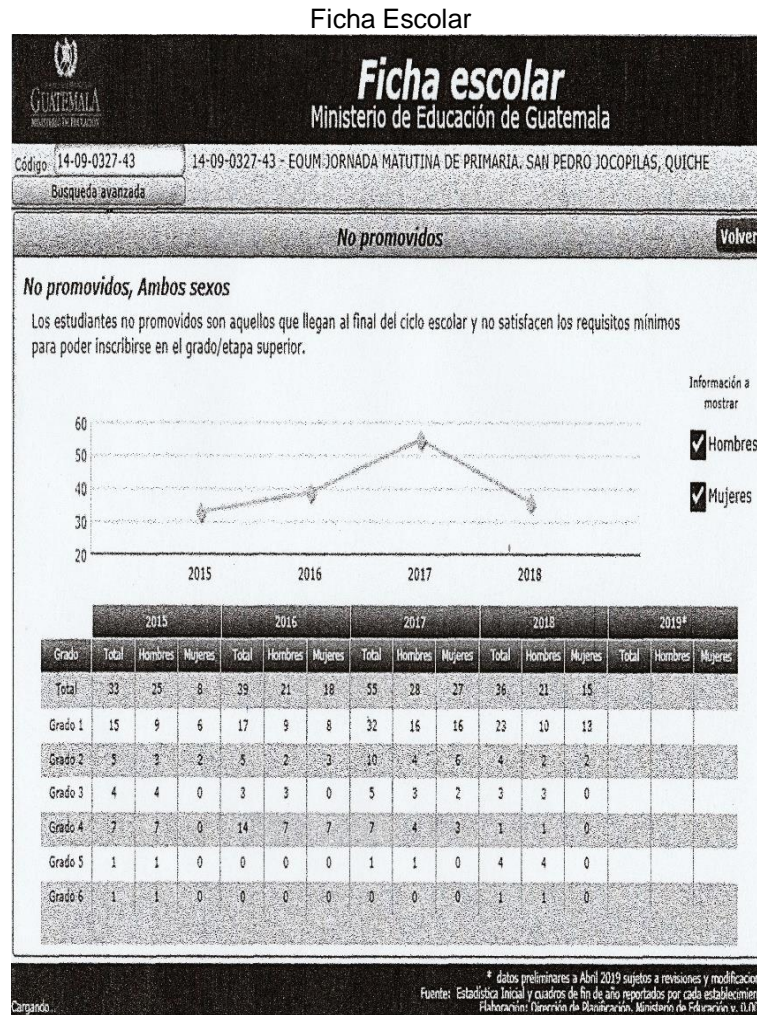 Ficha Escolar
GUATEMALA
MINISTERIO DE EDUCACIÓN
Ficha escolar
Ministerio de Educación de Guatemala
Código 14-09-0327-43 14-09-0327-43 - EOUM JORNADA MATUTINA DE PRIMARIA. SAN PEDRO JOCOPILAS, QUICHE
Busqueda avanzada
No promovidos Volver
No promovidos, Ambos sexos
Los estudiantes no promovidos son aquellos que llegan al final del ciclo escolar y no satisfacen los requisitos mínimos
para poder inscribirse en el grado/etapa superior.
Información a
mostrar
Hombres
Mujeres
60
50
40
30
20
2015 2016 2017 2018
2015 2016 2017 2018 2019*
Grado Total Hombres Mujeres Total Hombres Mujeres Total Hombres Mujeres Total Hombres Mujeres Total Hombres Mujeres
Total 33 25 8 39 21 18 55 28 27 36 21 15
Grado 1 15 9 6 17 9 8 32 16 16 23 10 13
Grado 2 5 3 2 5 2 3 10 4 6 4 2 2
Grado 3 4 4 0 3 3 0 5 3 2 3 3 0
Grado 4 7 7 0 14 7 7 7 4 3 1 1 0
Grado 5 1 1 0 0 0 0 1 1 0 4 4 0
Grado 6 1 1 0 0 0 0 0 0 0 1 1 0
* datos preliminares a Abril 2019 sujetos a revisiones y modificacion
Fuente: Estadística Inicial y cuadros de fin de año reportados por cada establecimien
Cargando... Elaboración: Dirección de Planificación, Ministerio de Educación v. 0.00